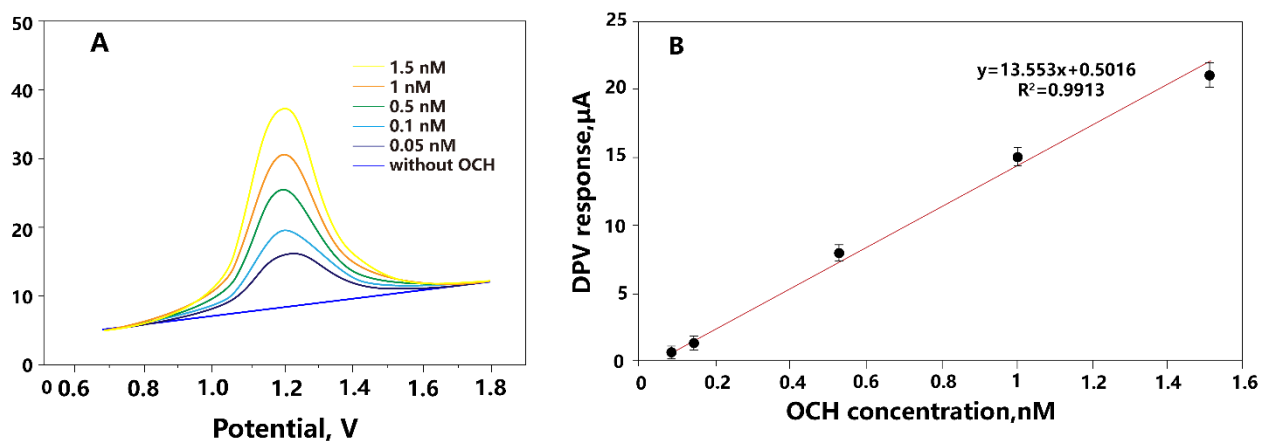 A
50
40
30
20
10
0
1.5 nM
1 nM
0.5 nM
0.1 nM
0.05 nM
without OCH
0 0.6 0.8 1.0 1.2 1.4 1.6 1.8
Potential, V
B
25
20
15
10
5
0
DPV response,μA
y=13.553x+0.5016
R²=0.9913
0 0.2 0.4 0.6 0.8 1 1.2 1.4 1.6
OCH concentration,nM